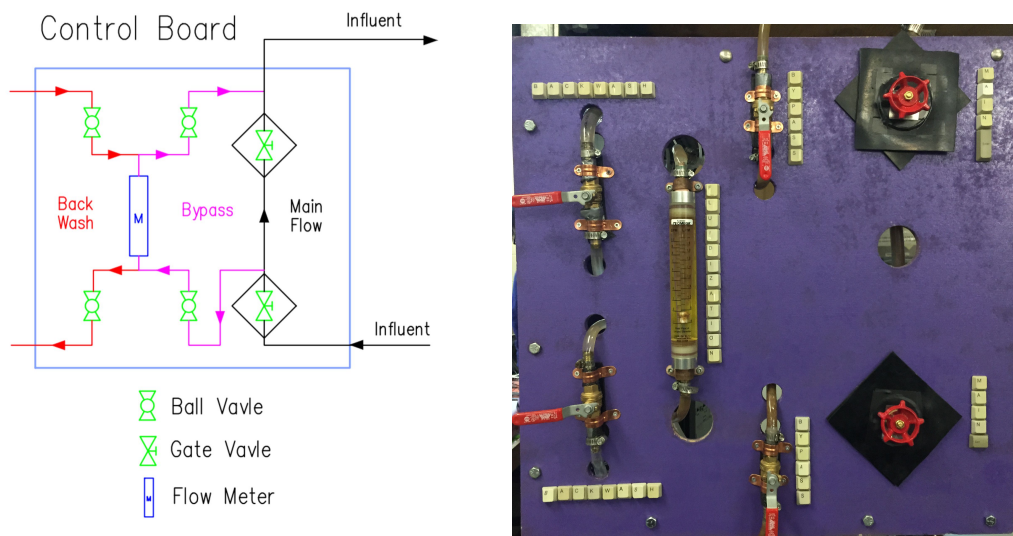 Control Board
Influent
Back
Wash
M
Bypass
Main
Flow
Influent
Ball Vavle
Gate Vavle
M
Flow Meter
BACKWASH
BYPASS
MAIN
FLUIDIZATION
MAIN
BYPASS
BACKWASH